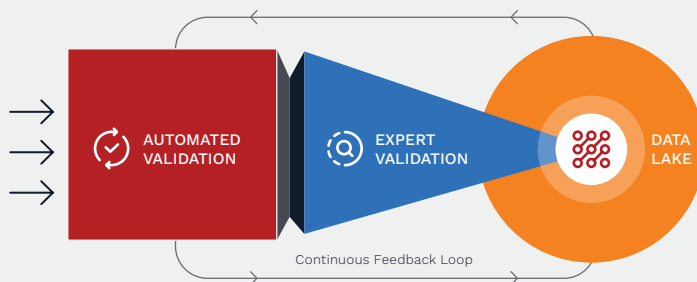 AUTOMATED
VALIDATION
EXPERT
VALIDATION
DATA
LAKE
Continuous Feedback Loop